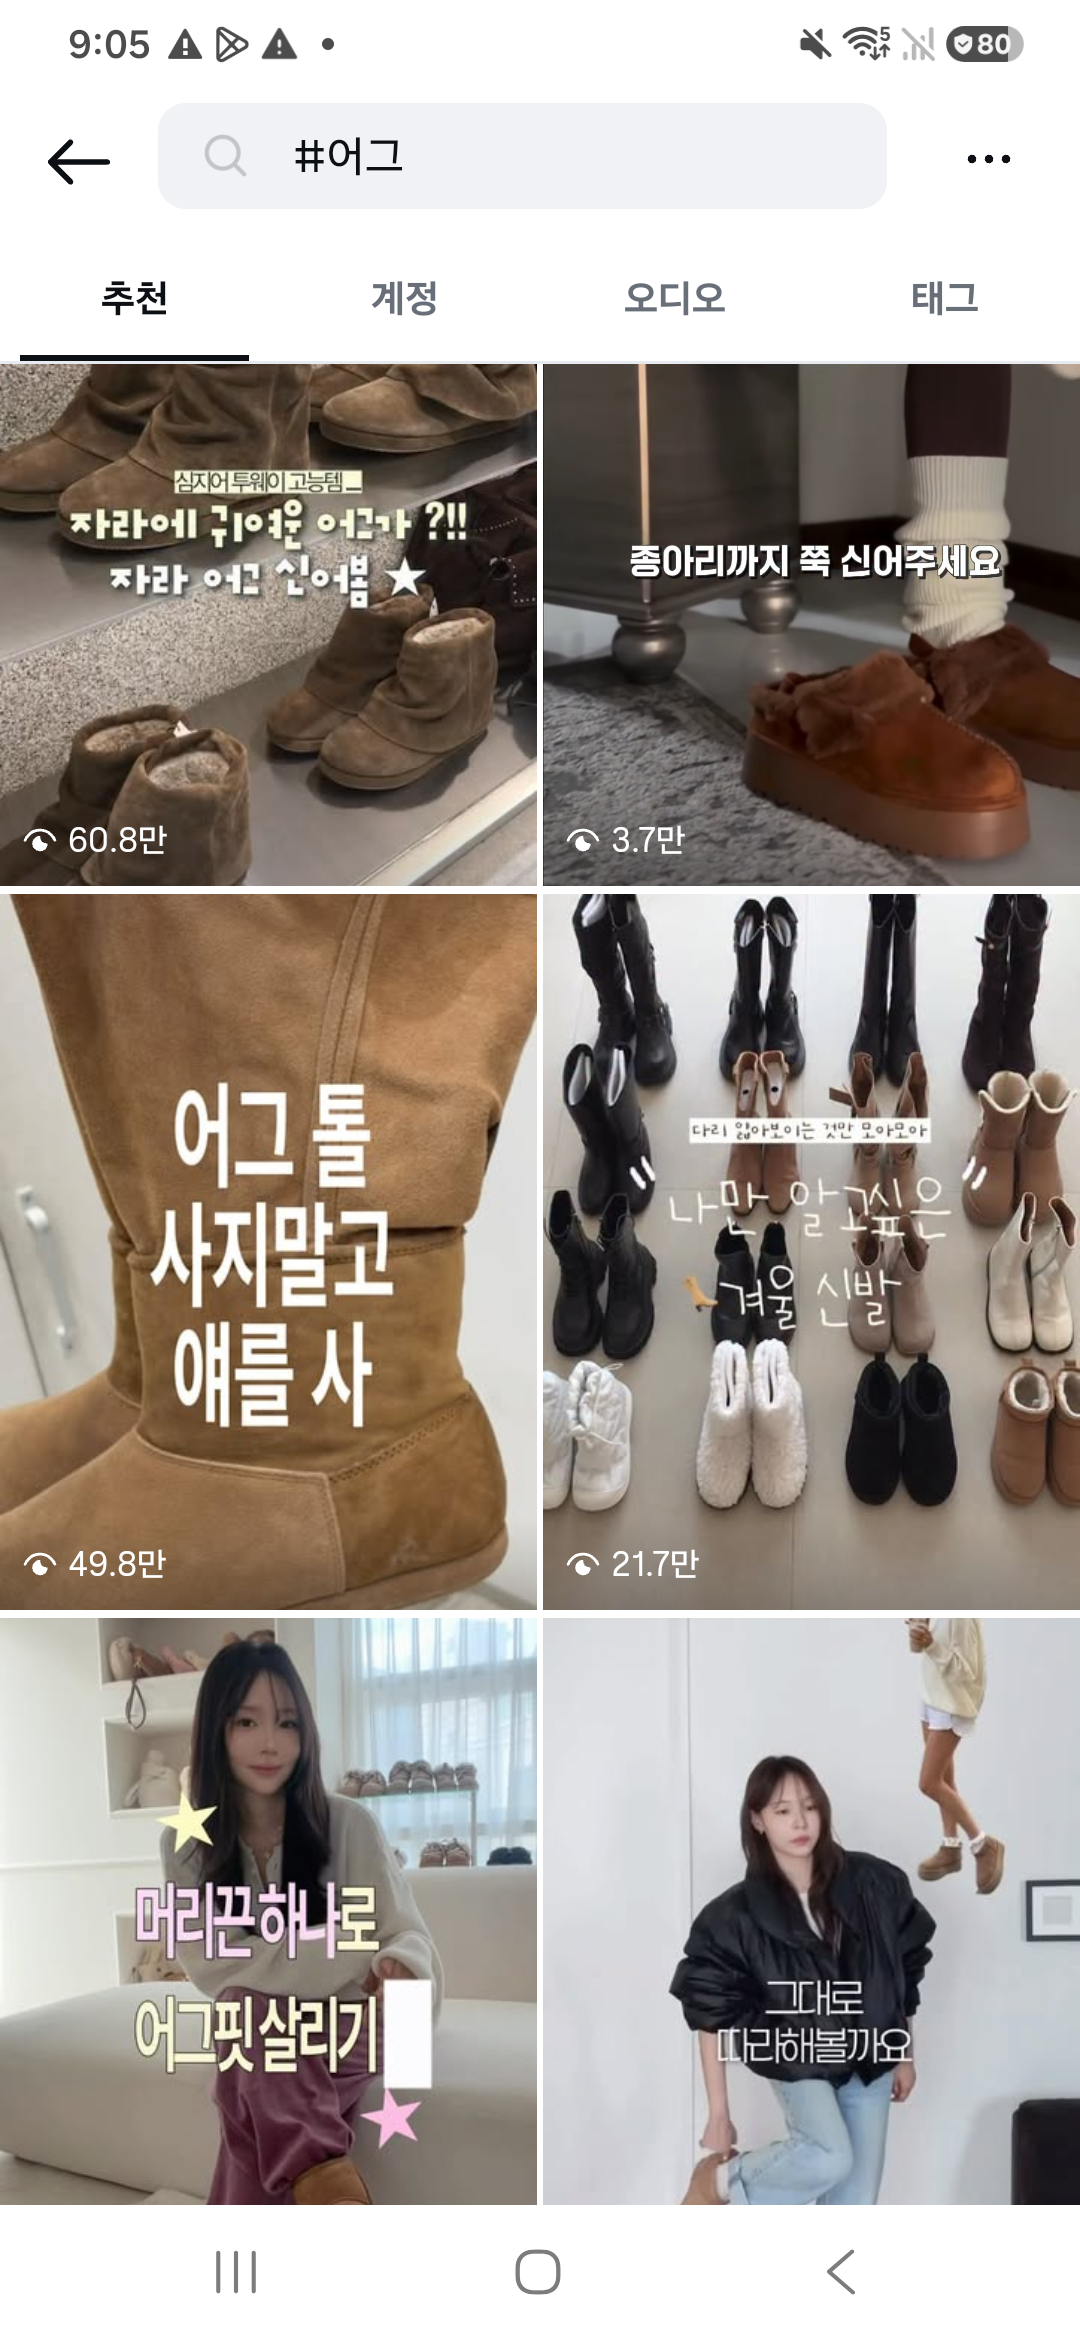 9:05
80
#어그
추천
계정
오디오
태그
심지어 투웨이 고능템
자라에 귀여운 어그가 ?!!
자라 어그 신어봄 ★
60.8만
종아리까지 쭉 신어주세요
3.7만
어그 톨
사지말고
얘를 사
49.8만
다리 얇아보이는 것만 모아모아
나만 알고싶은
겨울 신발
21.7만
머리끈 하나로
어그핏 살리기
그대로
따라해볼까요